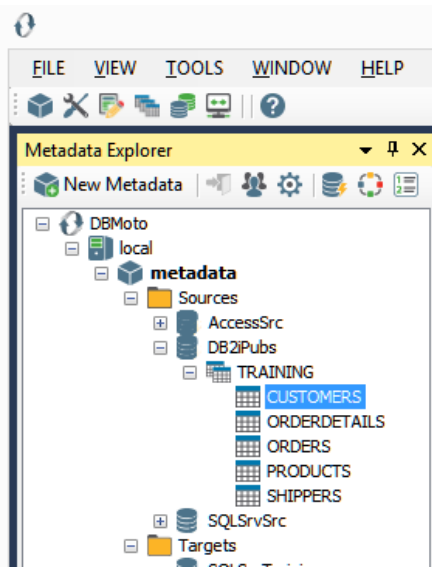 FILE VIEW TOOLS WINDOW HELP
Metadata Explorer
New Metadata
DBMoto
local
metadata
Sources
AccessSrc
DB2iPubs
TRAINING
CUSTOMERS
ORDERDETAILS
ORDERS
PRODUCTS
SHIPPERS
SQLSrvSrc
Targets